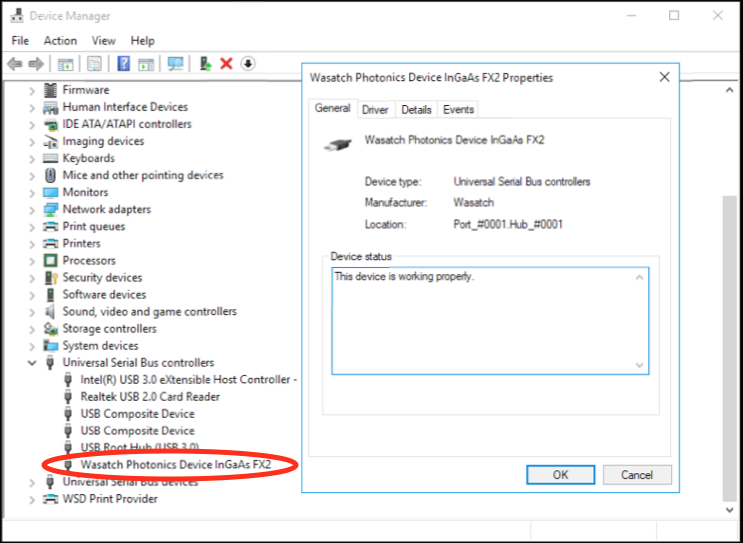 Device Manager
File Action View Help
Firmware
Human Interface Devices
IDE ATA/ATAPI controllers
Imaging devices
Keyboards
Mice and other pointing devices
Monitors
Network adapters
Print queues
Printers
Processors
Security devices
Software devices
Sound, video and game controllers
Storage controllers
System devices
Universal Serial Bus controllers
Intel(R) USB 3.0 eXtensible Host Controller -
Realtek USB 2.0 Card Reader
USB Composite Device
USB Composite Device
USB Root Hub (USB 3.0)
Wasatch Photonics Device InGaAs FX2
Universal Serial Bus devices
WSD Print Provider
Wasatch Photonics Device InGaAs FX2 Properties
General Driver Details Events
Wasatch Photonics Device InGaAs FX2
Device type: Universal Serial Bus controllers
Manufacturer: Wasatch
Location: Port_#0001.Hub_#0001
Device status
This device is working properly.
OK Cancel